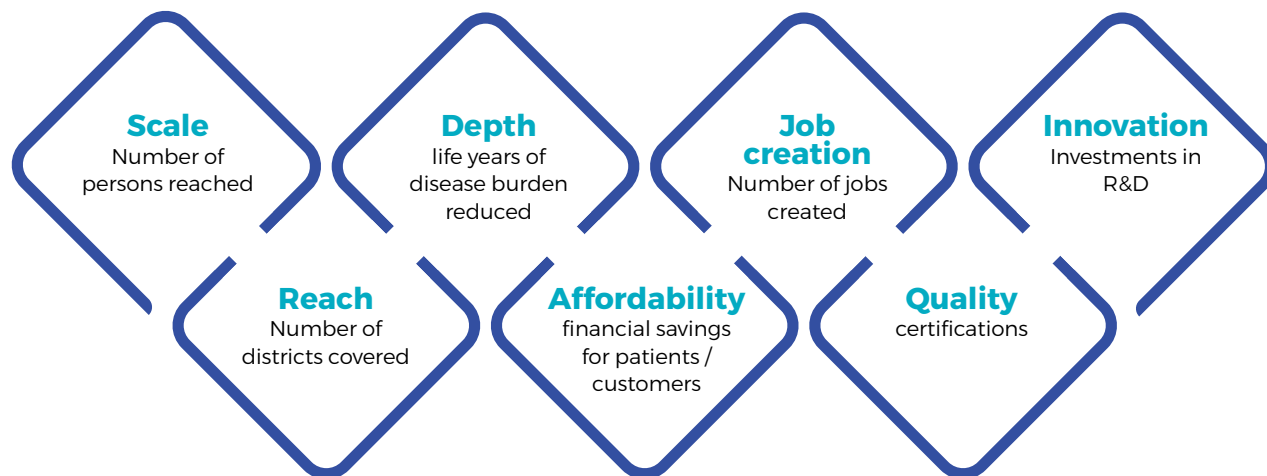 Scale
Number of
persons reached
Depth
life years of
disease burden
reduced
Job
creation
Number of jobs
created
Innovation
Investments in
R&D
Reach
Number of
districts covered
Affordability
financial savings
for patients /
customers
Quality
certifications